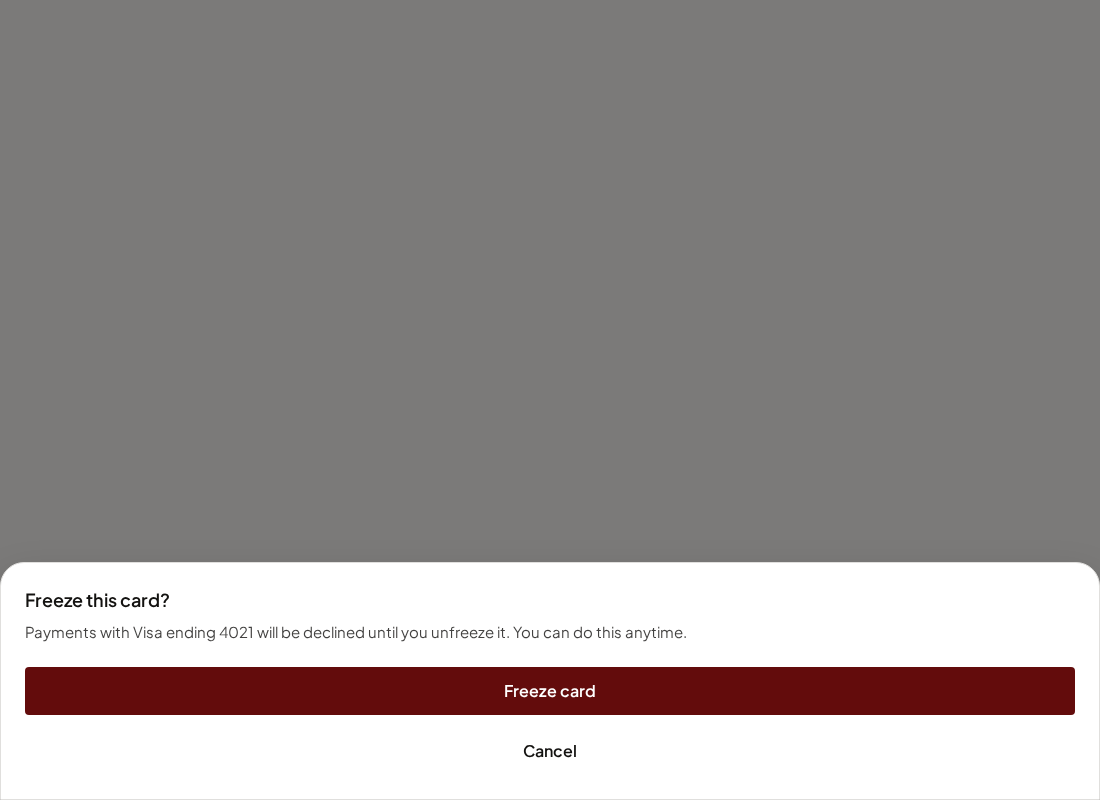 Freeze this card?
Payments with Visa ending 4021 will be declined until you unfreeze it. You can do this anytime.
Freeze card
Cancel